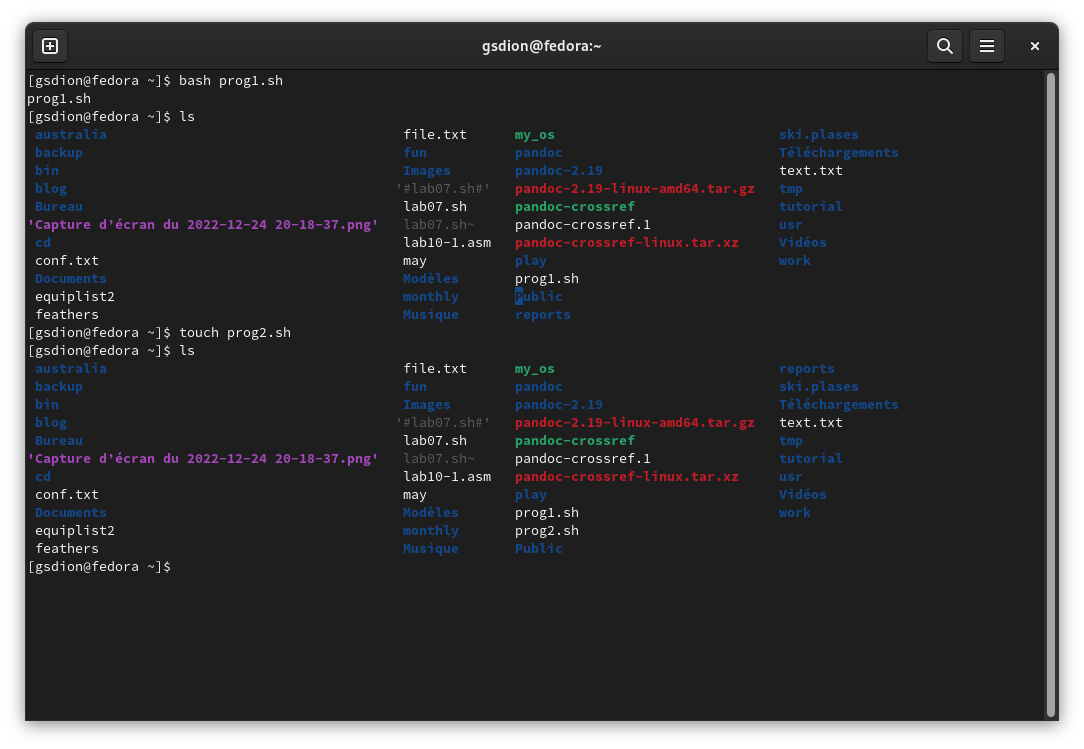 gsdion@fedora:~
[gsdion@fedora ~]$ bash prog1.sh
prog1.sh
[gsdion@fedora ~]$ ls
australia file.txt my_os ski.plases
backup fun pandoc Téléchargements
bin Images pandoc-2.19 text.txt
blog '#lab07.sh#' pandoc-2.19-linux-amd64.tar.gz tmp
Bureau lab07.sh pandoc-crossref tutorial
'Capture d’écran du 2022-12-24 20-18-37.png' lab07.sh~ pandoc-crossref.1 usr
cd lab10-1.asm pandoc-crossref-linux.tar.xz Vidéos
conf.txt may play work
Documents Modèles prog1.sh
equiplist2 monthly Public
feathers Musique reports
[gsdion@fedora ~]$ touch prog2.sh
[gsdion@fedora ~]$ ls
australia file.txt my_os reports
backup fun pandoc ski.plases
bin Images pandoc-2.19 Téléchargements
blog '#lab07.sh#' pandoc-2.19-linux-amd64.tar.gz text.txt
Bureau lab07.sh pandoc-crossref tmp
'Capture d’écran du 2022-12-24 20-18-37.png' lab07.sh~ pandoc-crossref.1 tutorial
cd lab10-1.asm pandoc-crossref-linux.tar.xz usr
conf.txt may play Vidéos
Documents Modèles prog1.sh work
equiplist2 monthly prog2.sh
feathers Musique Public
[gsdion@fedora ~]$